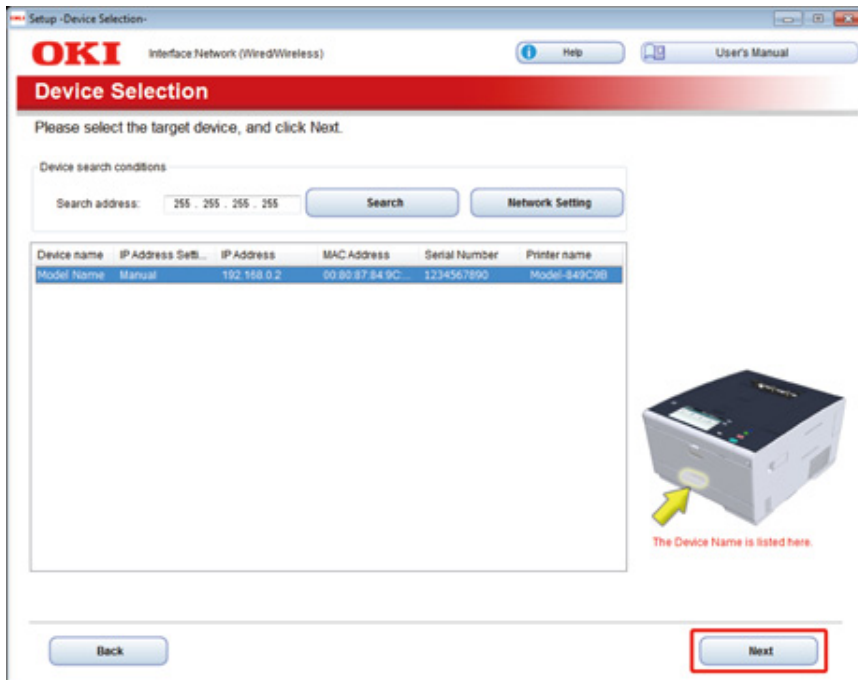 OKI Setup -Device Selection-
OKI Interface:Network (Wired/Wireless) Help User's Manual
Device Selection
Please select the target device, and click Next.
Device search conditions
Search address: 255 . 255 . 255 . 255 Search Network Setting
Device name IP Address Setti... IP Address MAC Address Serial Number Printer name
Model Name Manual 192.168.0.2 00:80:87:84:9C:... 1234567890 Model-849C9B
The Device Name is listed here.
Back Next